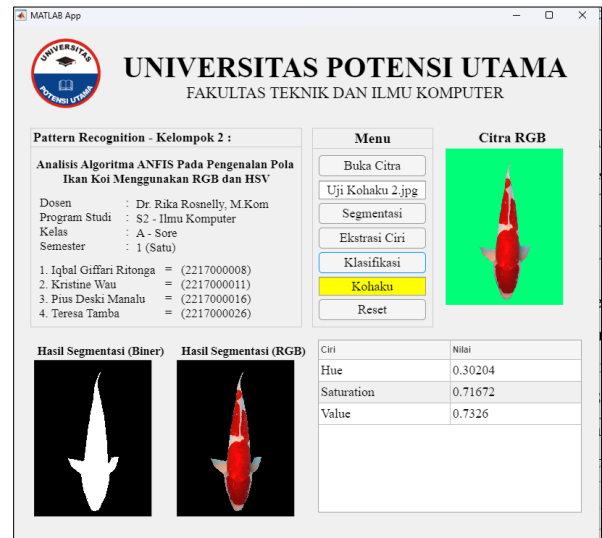 MATLAB App
UNIVERSITAS
POTENSI UTAMA
UNIVERSITAS POTENSI UTAMA
FAKULTAS TEKNIK DAN ILMU KOMPUTER
Pattern Recognition - Kelompok 2 :
Analisis Algoritma ANFIS Pada Pengenalan Pola
Ikan Koi Menggunakan RGB dan HSV
Dosen : Dr. Rika Rosnelly, M.Kom
Program Studi : S2 - Ilmu Komputer
Kelas : A - Sore
Semester : 1 (Satu)
1. Iqbal Giffari Ritonga = (2217000008)
2. Kristine Wau = (2217000011)
3. Pius Deski Manalu = (2217000016)
4. Teresa Tamba = (2217000026)
Menu
Buka Citra
Uji Kohaku 2.jpg
Segmentasi
Ekstrasi Ciri
Klasifikasi
Kohaku
Reset
Citra RGB
Hasil Segmentasi (Biner)
Hasil Segmentasi (RGB)
Ciri Nilai
Hue 0.30204
Saturation 0.71672
Value 0.7326